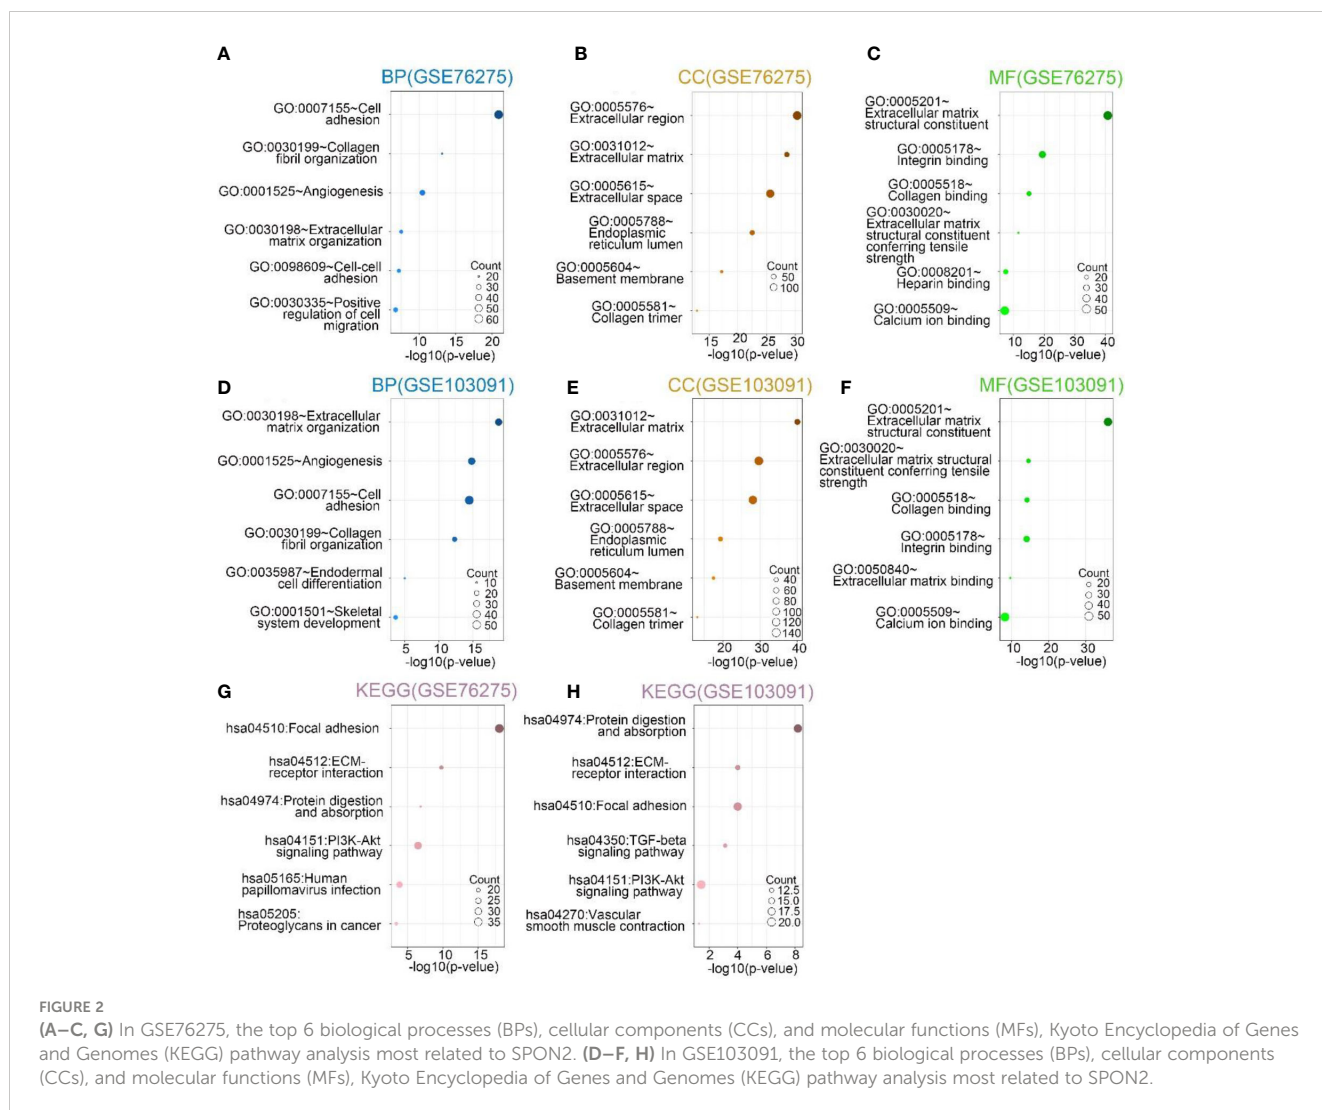 A
BP(GSE76275)
GO:0007155~Cell
adhesion
GO:0030199~Collagen
fibril organization
GO:0001525~Angiogenesis
GO:0030198~Extracellular
matrix organization
GO:0098609~Cell-cell
adhesion
GO:0030335~Positive
regulation of cell
migration
Count
20
30
40
50
60
10 15 20
-log10(p-velue)
B
CC(GSE76275)
GO:0005576~
Extracellular region
GO:0031012~
Extracellular matrix
GO:0005615~
Extracellular space
GO:0005788~
Endoplasmic
reticulum lumen
GO:0005604~
Basement membrane
GO:0005581~
Collagen trimer
Count
50
100
15 20 25 30
-log10(p-velue)
C
MF(GSE76275)
GO:0005201~
Extracellular matrix
structural constituent
GO:0005178~
Integrin binding
GO:0005518~
Collagen binding
GO:0030020~
Extracellular matrix
structural constituent
conferring tensile
strength
GO:0008201~
Heparin binding
GO:0005509~
Calcium ion binding
Count
20
30
40
50
10 20 30 40
-log10(p-velue)
D
BP(GSE103091)
GO:0030198~Extracellular
matrix organization
GO:0001525~Angiogenesis
GO:0007155~Cell
adhesion
GO:0030199~Collagen
fibril organization
GO:0035987~Endodermal
cell differentiation
GO:0001501~Skeletal
system development
Count
10
20
30
40
50
5 10 15
-log10(p-velue)
E
CC(GSE103091)
GO:0031012~
Extracellular matrix
GO:0005576~
Extracellular region
GO:0005615~
Extracellular space
GO:0005788~
Endoplasmic
reticulum lumen
GO:0005604~
Basement membrane
GO:0005581~
Collagen trimer
Count
40
60
80
100
120
140
20 30 40
-log10(p-velue)
F
MF(GSE103091)
GO:0005201~
Extracellular matrix
structural constituent
GO:0030020~
Extracellular matrix structural
constituent conferring tensile
strength
GO:0005518~
Collagen binding
GO:0005178~
Integrin binding
GO:0050840~
Extracellular matrix binding
GO:0005509~
Calcium ion binding
Count
20
30
40
50
10 20 30
-log10(p-velue)
G
KEGG(GSE76275)
hsa04510:Focal adhesion
hsa04512:ECM-
receptor interaction
hsa04974:Protein digestion
and absorption
hsa04151:PI3K-Akt
signaling pathway
hsa05165:Human
papillomavirus infection
hsa05205:
Proteoglycans in cancer
Count
20
25
30
35
5 10 15
-log10(p-velue)
H
KEGG(GSE103091)
hsa04974:Protein digestion
and absorption
hsa04512:ECM-
receptor interaction
hsa04510:Focal adhesion
hsa04350:TGF-beta
signaling pathway
hsa04151:PI3K-Akt
signaling pathway
hsa04270:Vascular
smooth muscle contraction
Count
12.5
15.0
17.5
20.0
2 4 6 8
-log10(p-velue)
FIGURE 2
(A–C, G) In GSE76275, the top 6 biological processes (BPs), cellular components (CCs), and molecular functions (MFs), Kyoto Encyclopedia of Genes
and Genomes (KEGG) pathway analysis most related to SPON2. (D–F, H) In GSE103091, the top 6 biological processes (BPs), cellular components
(CCs), and molecular functions (MFs), Kyoto Encyclopedia of Genes and Genomes (KEGG) pathway analysis most related to SPON2.